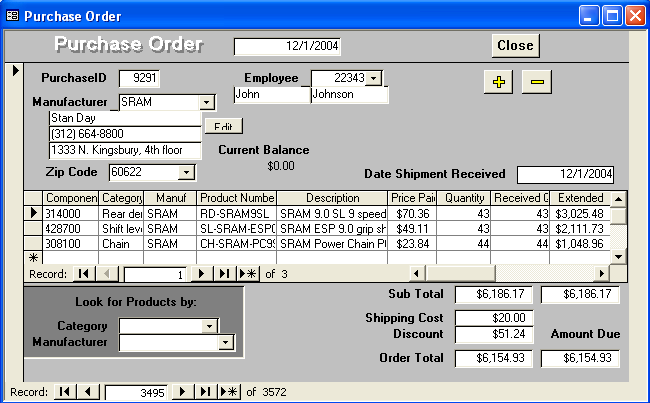 Purchase Order
Purchase Order 12/1/2004 Close
PurchaseID 9291 Employee 22343
John Johnson
Manufacturer SRAM
Stan Day
(312) 664-8800 Edit
1333 N. Kingsbury, 4th floor Current Balance
Zip Code 60622 $0.00 Date Shipment Received 12/1/2004
Componen Category Manuf Product Numbe Description Price Paid Quantity Received Q Extended
314000 Rear der SRAM RD-SRAM9SL SRAM 9.0 SL 9 speed $70.36 43 43 $3,025.48
428700 Shift leve SRAM SL-SRAM-ESPO SRAM ESP 9.0 grip sh $49.11 43 43 $2,111.73
308100 Chain SRAM CH-SRAM-PC99 SRAM Power Chain PC $23.84 44 44 $1,048.96
Record: 1 of 3
Look for Products by:
Category
Manufacturer
Sub Total $6,186.17 $6,186.17
Shipping Cost $20.00
Discount $51.24 Amount Due
Order Total $6,154.93 $6,154.93
Record: 3495 of 3572